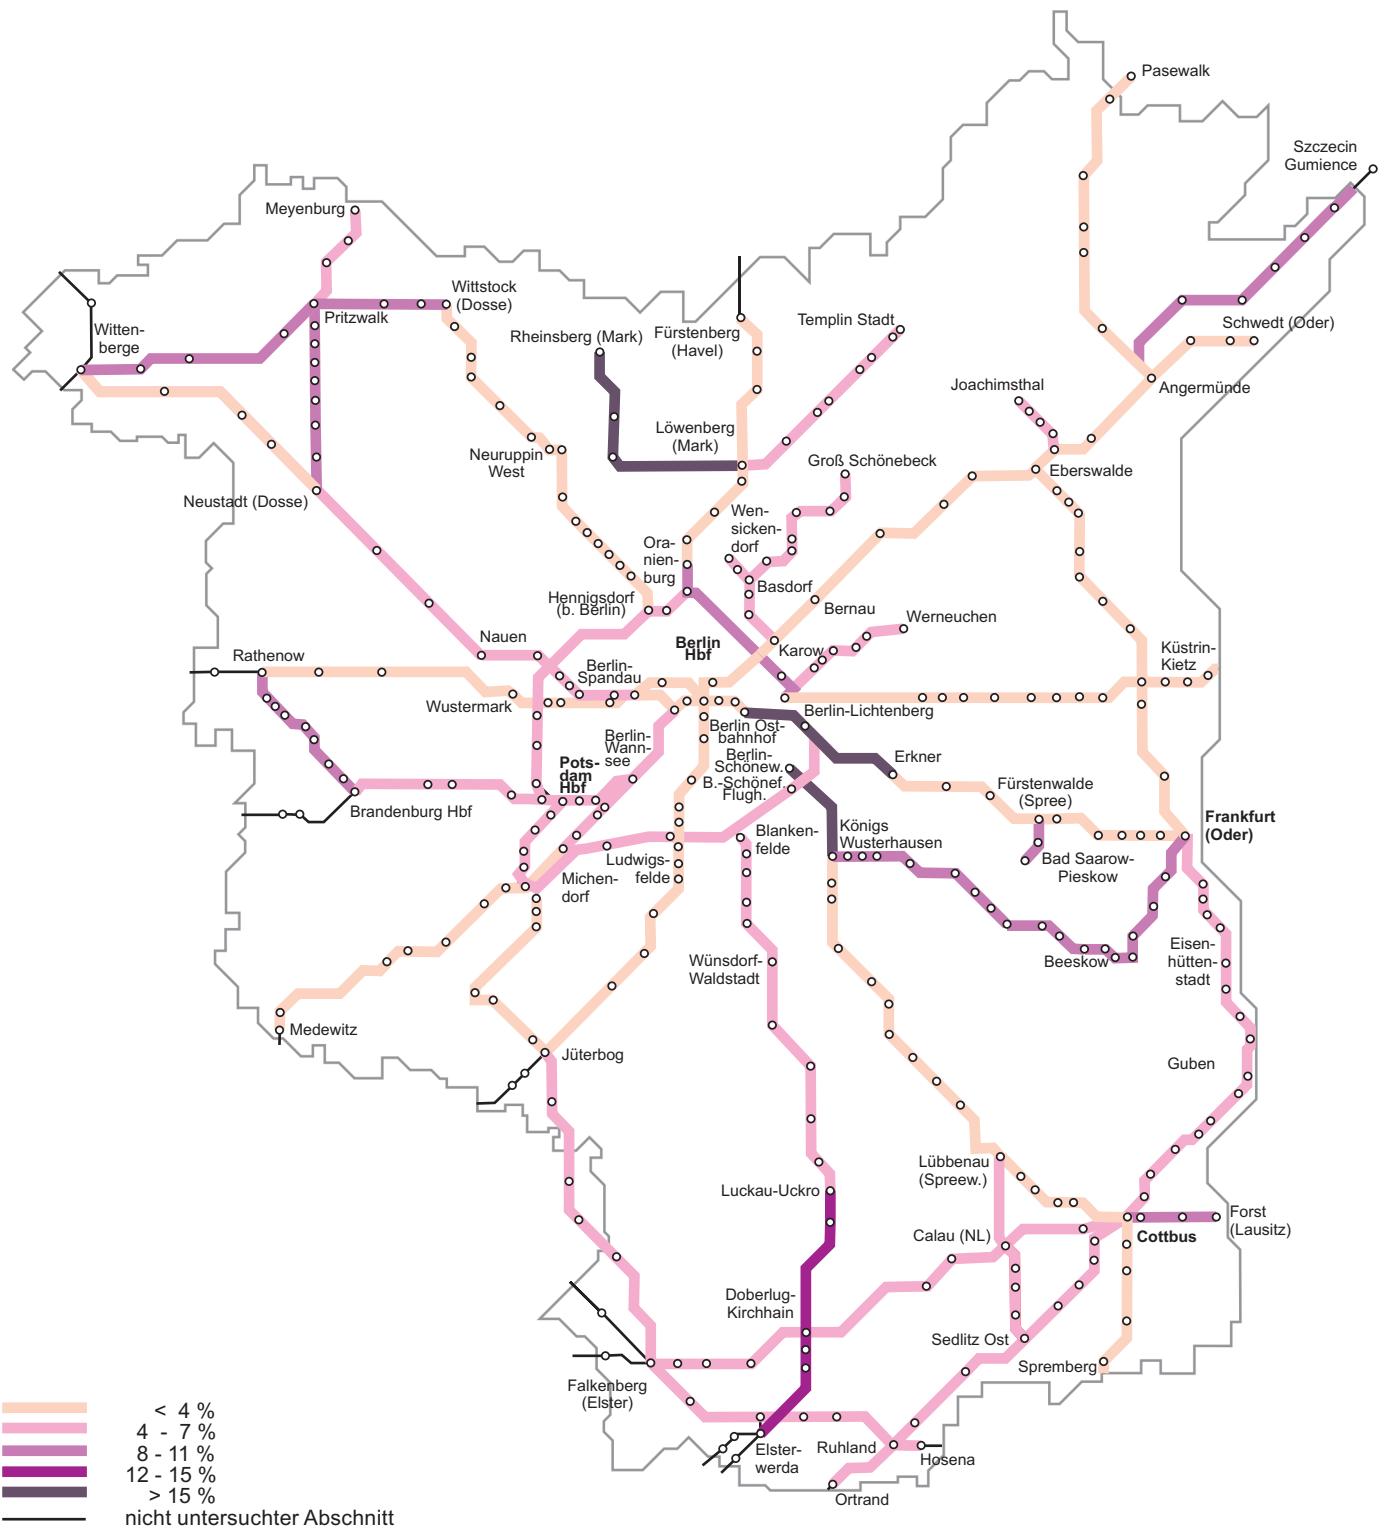 Pasewalk
Szczecin
Gumience
Meyenburg
Wittstock
(Dosse)
Pritzwalk
Witten-
berge
Rheinsberg (Mark)
Fürstenberg
(Havel)
Templin Stadt
Schwedt (Oder)
Joachimsthal
Angermünde
Löwenberg
(Mark)
Neuruppin
West
Groß Schönebeck
Eberswalde
Neustadt (Dosse)
Wen-
sicken-
dorf
Ora-
nien-
burg
Basdorf
Hennigsdorf
(b. Berlin)
Bernau
Werneuchen
Nauen
Berlin
Hbf
Karow
Küstrin-
Kietz
Rathenow
Berlin-
Spandau
Wustermark
Berlin-Lichtenberg
Berlin Ost-
bahnhof
Berlin-
Wann-
see
Berlin-
Schönew.
B.-Schönef.
Flugh.
Erkner
Pots-
dam
Hbf
Fürstenwalde
(Spree)
Brandenburg Hbf
Frankfurt
(Oder)
Königs
Wusterhausen
Blanken-
felde
Ludwigs-
felde
Bad Saarow-
Pieskow
Michen-
dorf
Eisen-
hütten-
stadt
Beeskow
Wünsdorf-
Waldstadt
Medewitz
Jüterbog
Guben
Lübbenau
(Spreew.)
Luckau-Uckro
Forst
(Lausitz)
Calau (NL)
Cottbus
Doberlug-
Kirchhain
Sedlitz Ost
Spremberg
Falkenberg
(Elster)
Elster-
werda
Ruhland
Hosena
Ortrand
< 4 %
4 - 7 %
8 - 11 %
12 - 15 %
> 15 %
nicht untersuchter Abschnitt